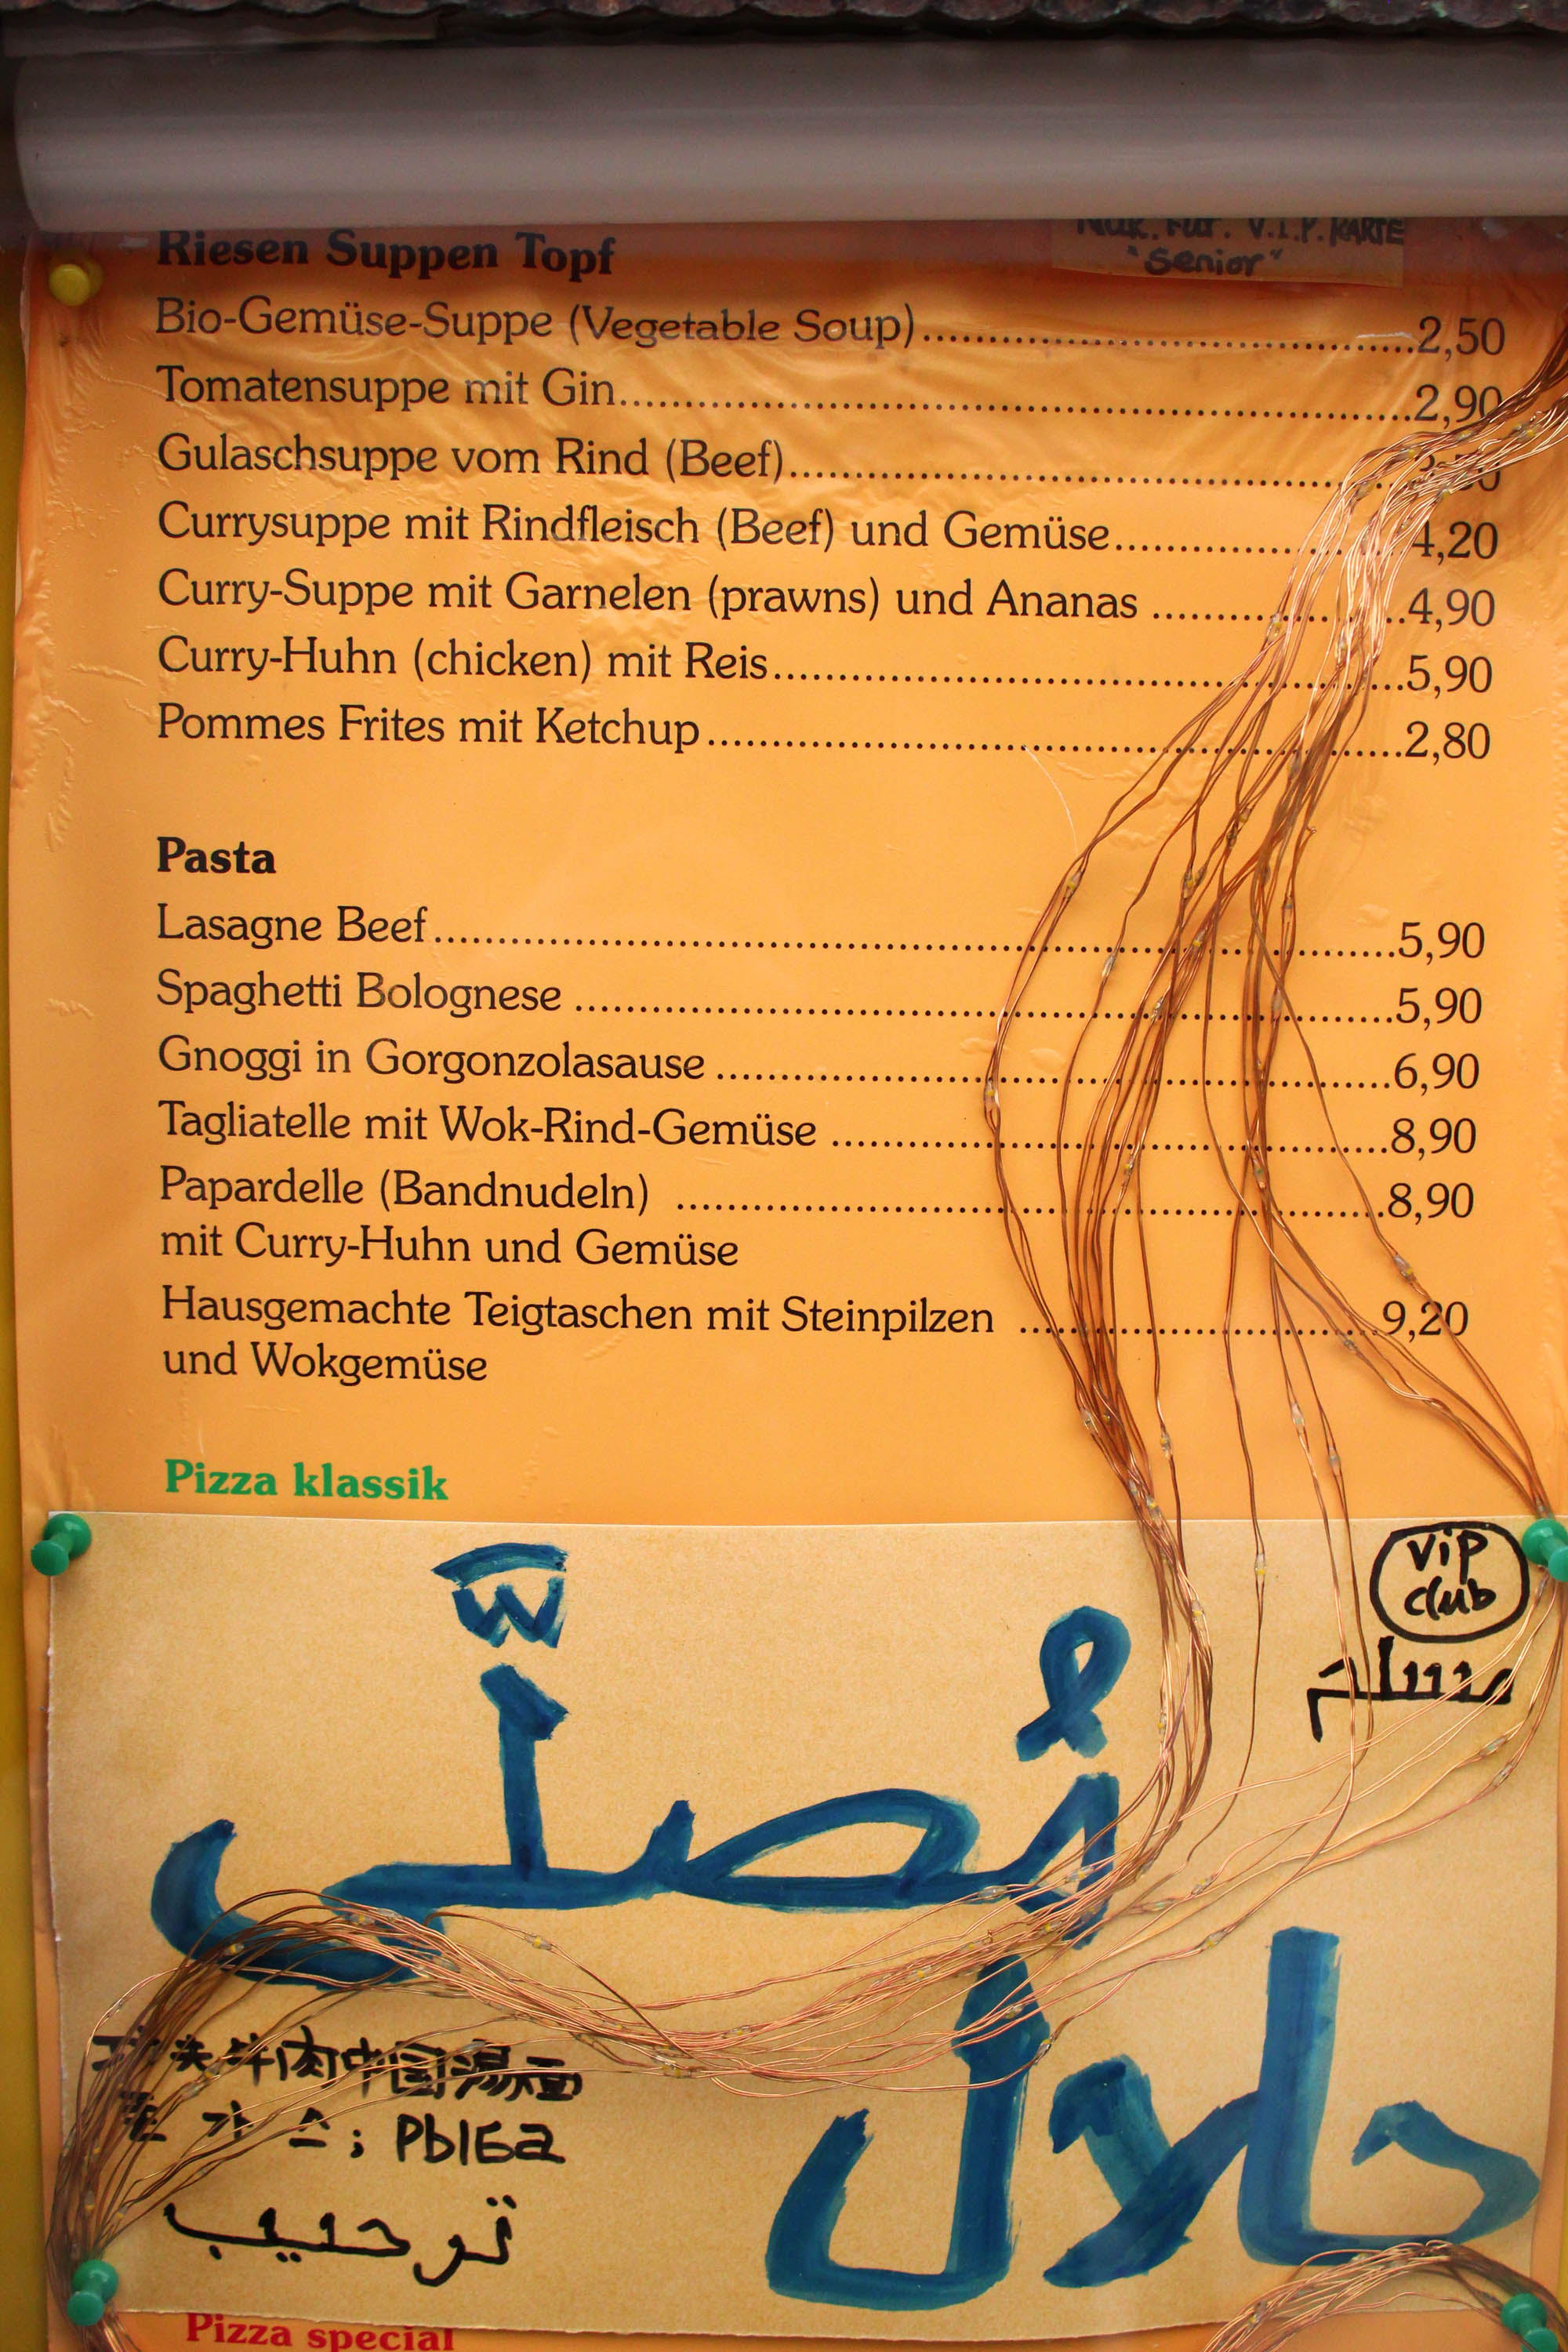 Nur. Für. V.I.P. KARTE
"Senior"
Riesen Suppen Topf
Bio-Gemüse-Suppe (Vegetable Soup)....................................2,50
Tomatensuppe mit Gin....................................2,90
Gulaschsuppe vom Rind (Beef)....................................
Currysuppe mit Rindfleisch (Beef) und Gemüse....................4,20
Curry-Suppe mit Garnelen (prawns) und Ananas ....................4,90
Curry-Huhn (chicken) mit Reis....................................5,90
Pommes Frites mit Ketchup....................................2,80
Pasta
Lasagne Beef....................................5,90
Spaghetti Bolognese ....................................5,90
Gnoggi in Gorgonzolasause ....................................6,90
Tagliatelle mit Wok-Rind-Gemüse ....................................8,90
Papardelle (Bandnudeln) ....................................8,90
mit Curry-Huhn und Gemüse
Hausgemachte Teigtaschen mit Steinpilzen ....................9,20
und Wokgemüse
Pizza klassik
vip
club
حلال
牛肉中国湯豆
가스; РЫБа
Pizza special